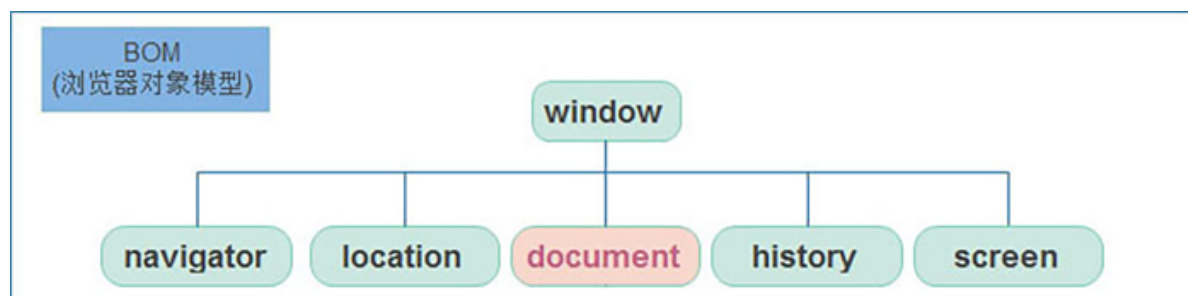 BOM
(浏览器对象模型)
window
navigator location document history screen